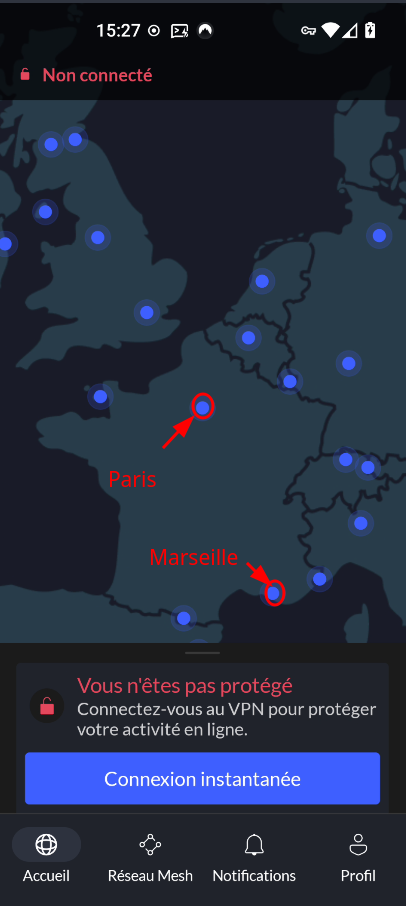 15:27
Non connecté
Paris
Marseille
Vous n'êtes pas protégé
Connectez-vous au VPN pour protéger
votre activité en ligne.
Connexion instantanée
Accueil
Réseau Mesh
Notifications
Profil